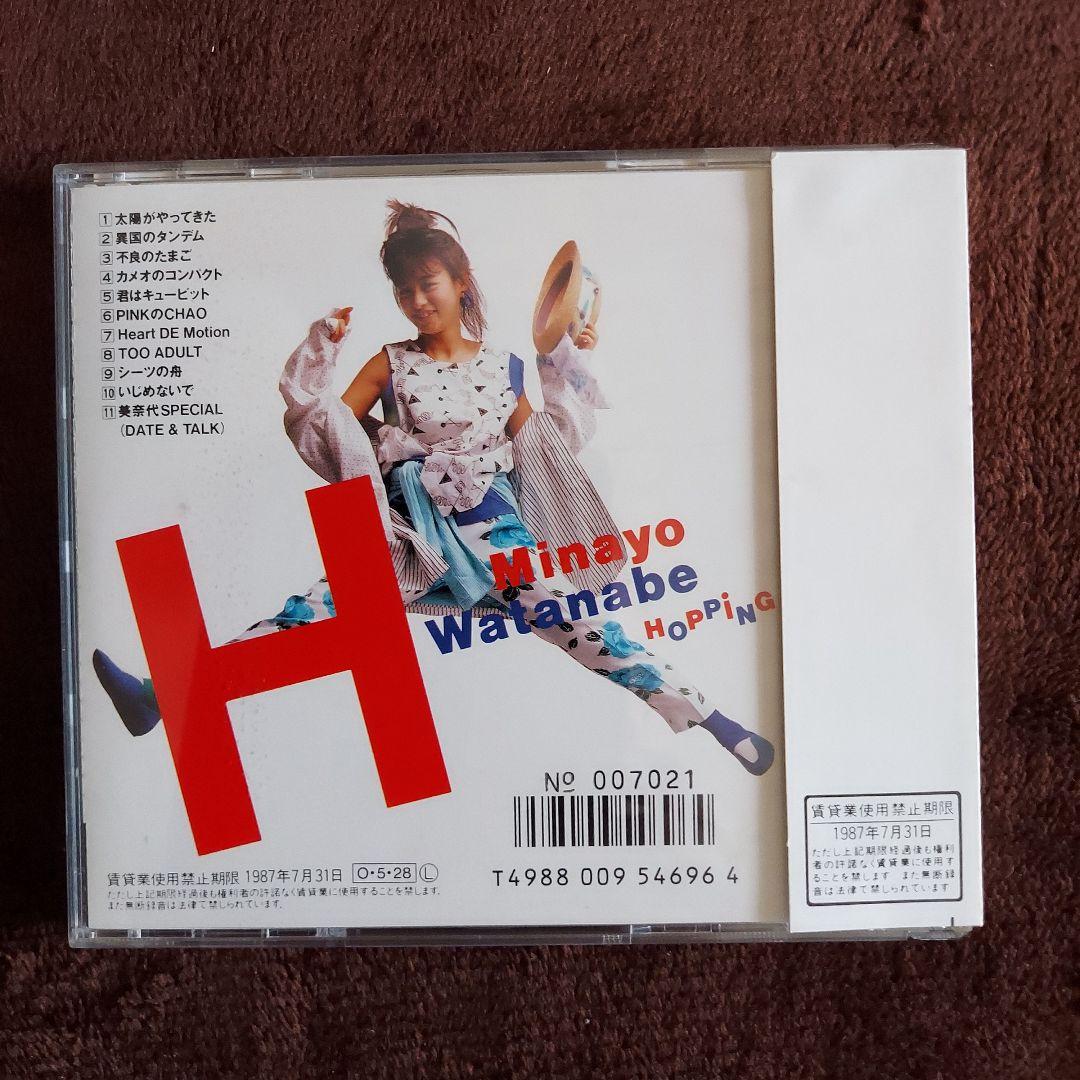 1 太陽がやってきた
2 異国のタンデム
3 不良のたまご
4 カメオのコンパクト
5 君はキューピット
6 PINKのCHAO
7 Heart DE Motion
8 TOO ADULT
9 シーツの舟
10 いじめないで
11 美奈代SPECIAL
(DATE & TALK)
H
Minayo
Watanabe
HOPPiNG
No 007021
T4988 009 54696 4
賃貸業使用禁止期限 1987年7月31日 O・5・28 L
ただし上記期限経過後も権利者の許諾なく賃貸業に使用することを禁じます。
また無断録音は法律で禁じられています。
賃貸業使用禁止期限
1987年7月31日
ただし上記期限経過後も権利
者の許諾なく賃貸業に使用す
ることを禁じます また無断録
音は法律で禁じられています